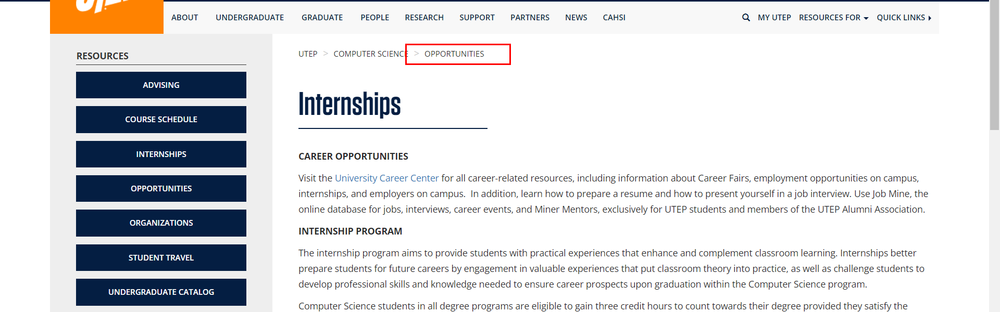 ABOUT UNDERGRADUATE GRADUATE PEOPLE RESEARCH SUPPORT PARTNERS NEWS CAHSI MY UTEP RESOURCES FOR QUICK LINKS
RESOURCES
ADVISING
COURSE SCHEDULE
INTERNSHIPS
OPPORTUNITIES
ORGANIZATIONS
STUDENT TRAVEL
UNDERGRADUATE CATALOG
UTEP > COMPUTER SCIENCE > OPPORTUNITIES
Internships
CAREER OPPORTUNITIES
Visit the University Career Center for all career-related resources, including information about Career Fairs, employment opportunities on campus,
internships, and employers on campus. In addition, learn how to prepare a resume and how to present yourself in a job interview. Use Job Mine, the
online database for jobs, interviews, career events, and Miner Mentors, exclusively for UTEP students and members of the UTEP Alumni Association.
INTERNSHIP PROGRAM
The internship program aims to provide students with practical experiences that enhance and complement classroom learning. Internships better
prepare students for future careers by engagement in valuable experiences that put classroom theory into practice, as well as challenge students to
develop professional skills and knowledge needed to ensure career prospects upon graduation within the Computer Science program.
Computer Science students in all degree programs are eligible to gain three credit hours to count towards their degree provided they satisfy the